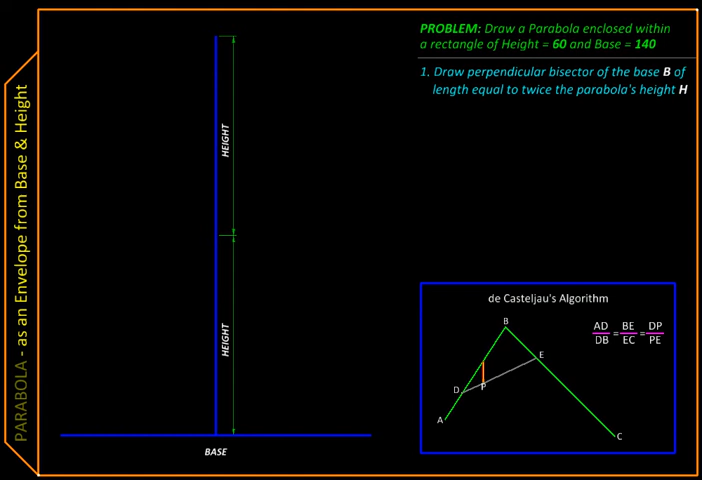 PROBLEM: Draw a Parabola enclosed within
a rectangle of Height = 60 and Base = 140
1. Draw perpendicular bisector of the base B of
length equal to twice the parabola's height H
PARABOLA - as an Envelope from Base & Height
HEIGHT
HEIGHT
BASE
de Casteljau's Algorithm
AD/DB = BE/EC = DP/PE
B
E
D
P
A
C